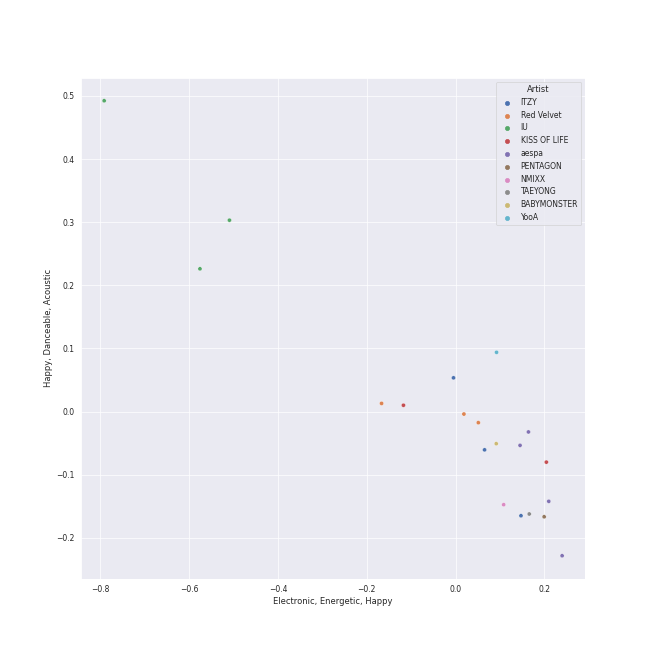 Artist
ITZY
Red Velvet
IU
KISS OF LIFE
aespa
PENTAGON
NMIXX
TAEYONG
BABYMONSTER
YooA
0.5
0.4
0.3
0.2
0.1
0.0
−0.1
−0.2
Happy, Danceable, Acoustic
−0.8
−0.6
−0.4
−0.2
0.0
0.2
Electronic, Energetic, Happy